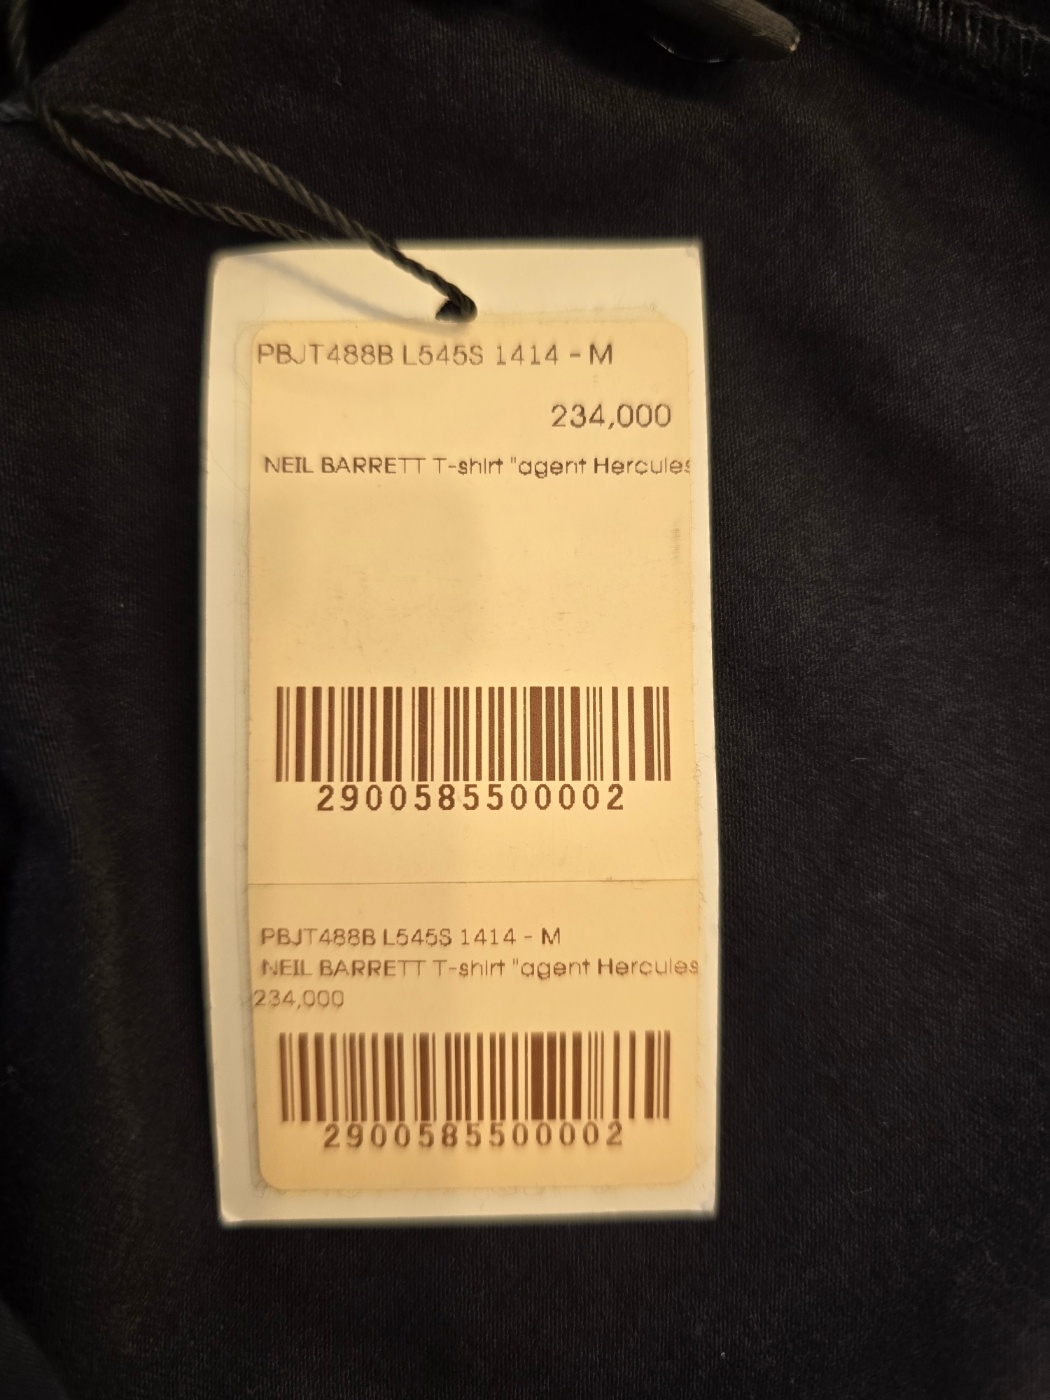 PBJT488B L545S 1414 - M
234,000
NEIL BARRETT T-shirt "agent Hercules
2900585500002
PBJT488B L545S 1414 - M
NEIL BARRETT T-shirt "agent Hercules
234,000
2900585500002